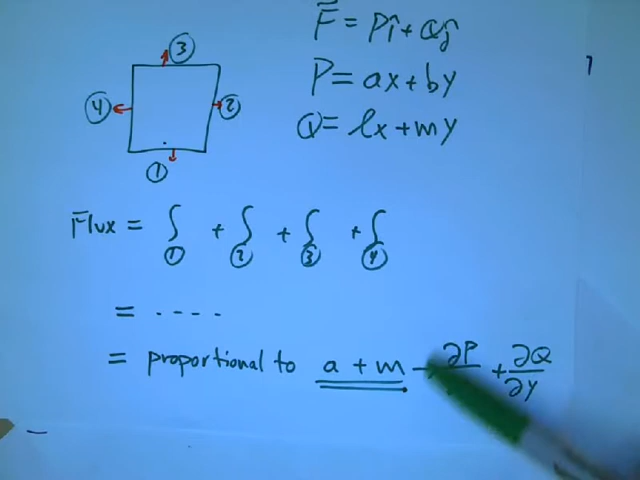 F̄ = Pî + Qĵ
③
P = ax + by
④
②
Q = lx + my
①
Flux = ∫① + ∫② + ∫③ + ∫④
= ....
= proportional to a + m ∂P + ∂Q/∂y